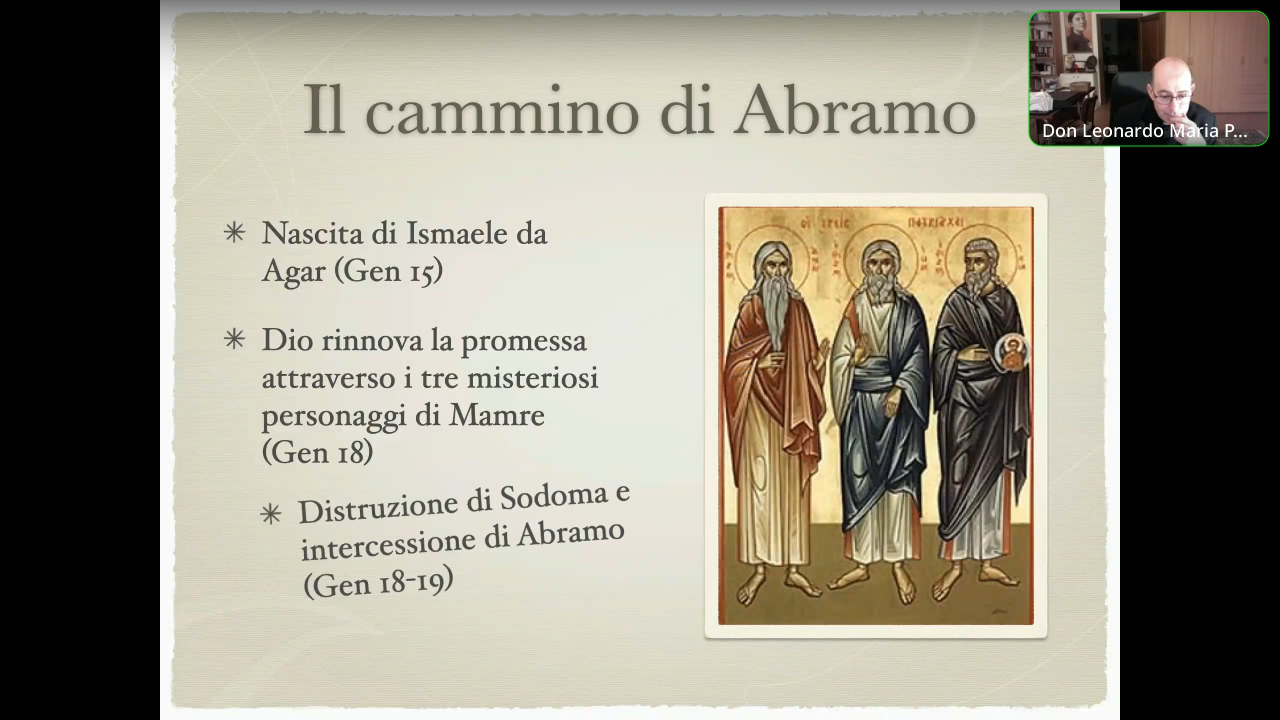 Il cammino di Abramo
Don Leonardo Maria P...
✳ Nascita di Ismaele da
Agar (Gen 15)
✳ Dio rinnova la promessa
attraverso i tre misteriosi
personaggi di Mamre
(Gen 18)
✳ Distruzione di Sodoma e
intercessione di Abramo
(Gen 18-19)